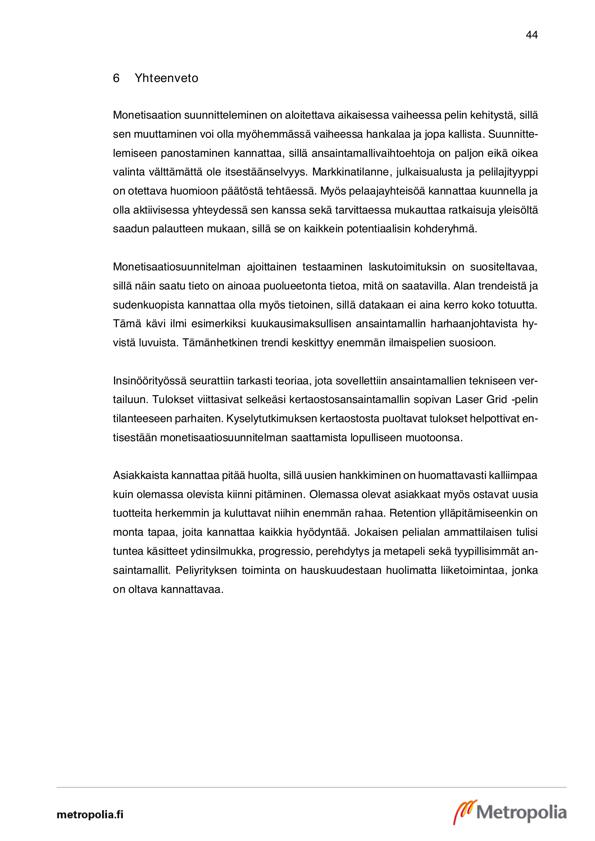 44
6 Yhteenveto
Monetisaation suunnitteleminen on aloitettava aikaisessa vaiheessa pelin kehitystä, sillä
sen muuttaminen voi olla myöhemmässä vaiheessa hankalaa ja jopa kallista. Suunnitte-
lemiseen panostaminen kannattaa, sillä ansaintamallivaihtoehtoja on paljon eikä oikea
valinta välttämättä ole itsestäänselvyys. Markkinatilanne, julkaisualusta ja pelilajityyppi
on otettava huomioon päätöstä tehtäessä. Myös pelaajayhteisöä kannattaa kuunnella ja
olla aktiivisessa yhteydessä sen kanssa sekä tarvittaessa mukauttaa ratkaisuja yleisöltä
saadun palautteen mukaan, sillä se on kaikkein potentiaalisin kohderyhmä.
Monetisaatiosuunnitelman ajoittainen testaaminen laskutoimituksin on suositeltavaa,
sillä näin saatu tieto on ainoaa puolueetonta tietoa, mitä on saatavilla. Alan trendeistä ja
sudenkuopista kannattaa olla myös tietoinen, sillä datakaan ei aina kerro koko totuutta.
Tämä kävi ilmi esimerkiksi kuukausimaksullisen ansaintamallin harhaanjohtavista hy-
vistä luvuista. Tämänhetkinen trendi keskittyy enemmän ilmaispelien suosioon.
Insinöörityössä seurattiin tarkasti teoriaa, jota sovellettiin ansaintamallien tekniseen ver-
tailuun. Tulokset viittasivat selkeäsi kertaostosansaintamallin sopivan Laser Grid -pelin
tilanteeseen parhaiten. Kyselytutkimuksen kertaostosta puoltavat tulokset helpottivat en-
tisestään monetisaatiosuunnitelman saattamista lopulliseen muotoonsa.
Asiakkaista kannattaa pitää huolta, sillä uusien hankkiminen on huomattavasti kalliimpaa
kuin olemassa olevista kiinni pitäminen. Olemassa olevat asiakkaat myös ostavat uusia
tuotteita herkemmin ja kuluttavat niihin enemmän rahaa. Retention ylläpitämiseenkin on
monta tapaa, joita kannattaa kaikkia hyödyntää. Jokaisen pelialan ammattilaisen tulisi
tuntea käsitteet ydinsilmukka, progressio, perehdytys ja metapeli sekä tyypillisimmät an-
saintamallit. Peliyrityksen toiminta on hauskuudestaan huolimatta liiketoimintaa, jonka
on oltava kannattavaa.
metropolia.fi
Metropolia